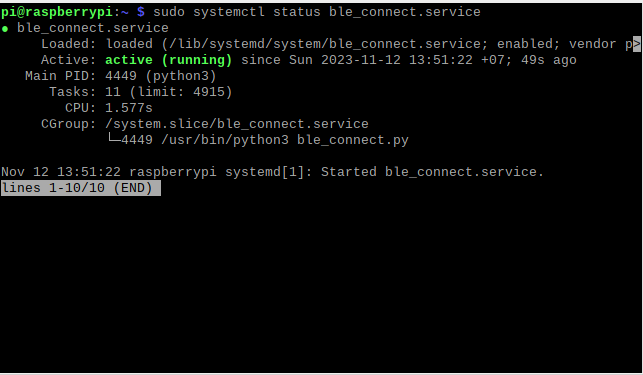 pi@raspberrypi:~ $ sudo systemctl status ble_connect.service
● ble_connect.service
Loaded: loaded (/lib/systemd/system/ble_connect.service; enabled; vendor p>
Active: active (running) since Sun 2023-11-12 13:51:22 +07; 49s ago
Main PID: 4449 (python3)
Tasks: 11 (limit: 4915)
CPU: 1.577s
CGroup: /system.slice/ble_connect.service
└─4449 /usr/bin/python3 ble_connect.py
Nov 12 13:51:22 raspberrypi systemd[1]: Started ble_connect.service.
lines 1-10/10 (END)